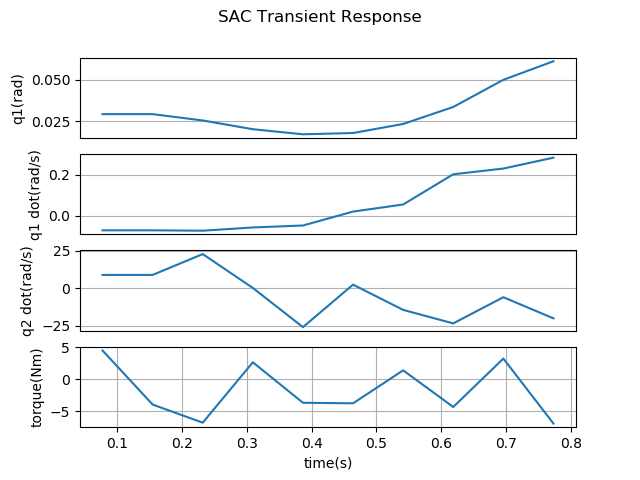 SAC Transient Response
q1(rad)
0.050
0.025
q1 dot(rad/s)
0.2
0.0
q2 dot(rad/s)
25
0
−25
torque(Nm)
5
0
−5
0.1 0.2 0.3 0.4 0.5 0.6 0.7 0.8
time(s)